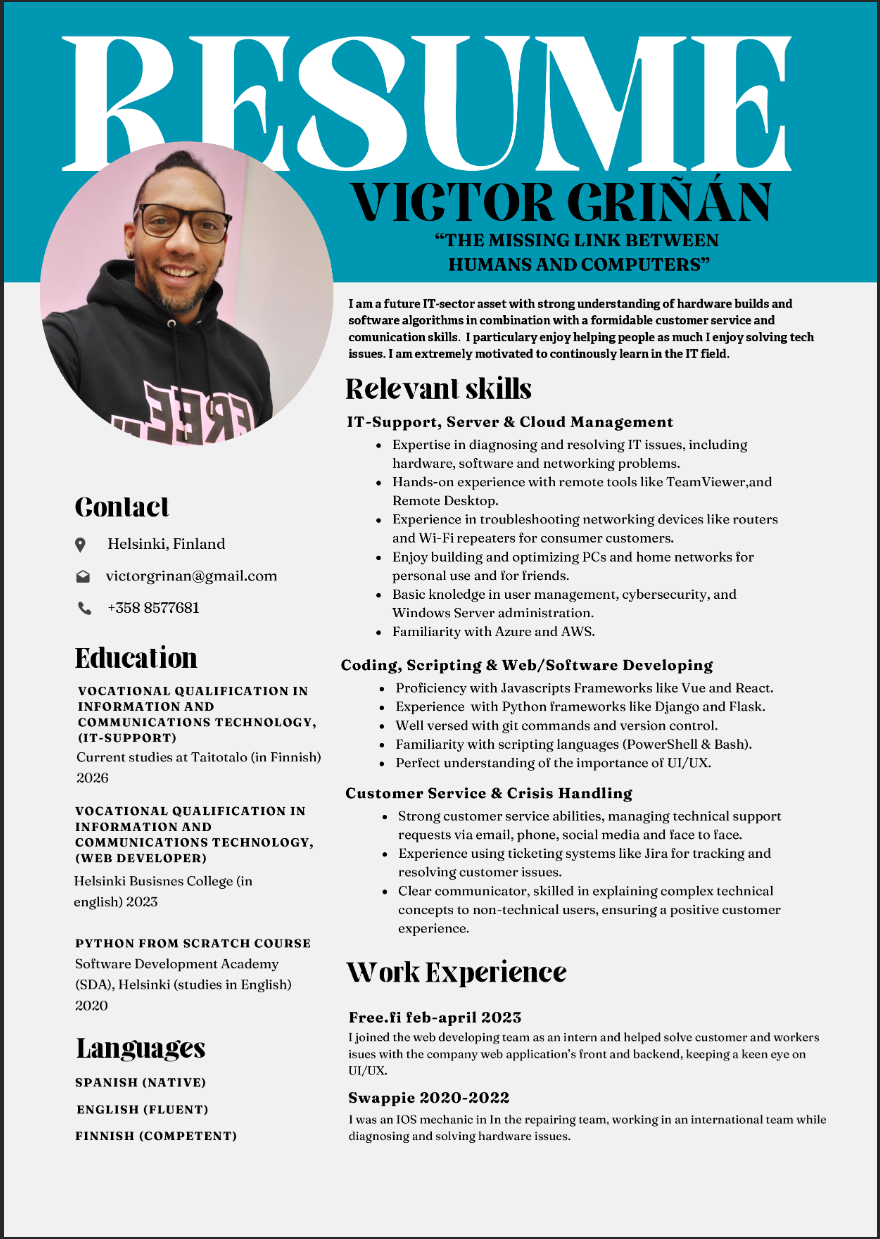 RESUME
VICTOR GRIÑÁN
“THE MISSING LINK BETWEEN
HUMANS AND COMPUTERS”
I am a future IT-sector asset with strong understanding of hardware builds and
software algorithms in combination with a formidable customer service and
comunication skills.  I particulary enjoy helping people as much I enjoy solving tech
issues. I am extremely motivated to continously learn in the IT field.
Relevant skills
IT-Support, Server & Cloud Management
• Expertise in diagnosing and resolving IT issues, including
hardware, software and networking problems.
• Hands-on experience with remote tools like TeamViewer,and
Remote Desktop.
• Experience in troubleshooting networking devices like routers
and Wi-Fi repeaters for consumer customers.
• Enjoy building and optimizing PCs and home networks for
personal use and for friends.
• Basic knoledge in user management, cybersecurity, and
Windows Server administration.
• Familiarity with Azure and AWS.
Coding, Scripting & Web/Software Developing
• Proficiency with Javascripts Frameworks like Vue and React.
• Experience  with Python frameworks like Django and Flask.
• Well versed with git commands and version control.
• Familiarity with scripting languages (PowerShell & Bash).
• Perfect understanding of the importance of UI/UX.
Customer Service & Crisis Handling
• Strong customer service abilities, managing technical support
requests via email, phone, social media and face to face.
• Experience using ticketing systems like Jira for tracking and
resolving customer issues.
• Clear communicator, skilled in explaining complex technical
concepts to non-technical users, ensuring a positive customer
experience.
Work Experience
Free.fi feb-april 2023
I joined the web developing team as an intern and helped solve customer and workers
isues with the company web application’s front and backend, keeping a keen eye on
UI/UX.
Swappie 2020-2022
I was an IOS mechanic in In the repairing team, working in an international team while
diagnosing and solving hardware issues.
FREE
Contact
Helsinki, Finland
victorgrinan@gmail.com
+358 8577681
Education
VOCATIONAL QUALIFICATION IN
INFORMATION AND
COMMUNICATIONS TECHNOLOGY,
(IT-SUPPORT)
Current studies at Taitotalo (in Finnish)
2026
VOCATIONAL QUALIFICATION IN
INFORMATION AND
COMMUNICATIONS TECHNOLOGY,
(WEB DEVELOPER)
Helsinki Busisnes College (in
english) 2023
PYTHON FROM SCRATCH COURSE
Software Development Academy
(SDA), Helsinki (studies in English)
2020
Languages
SPANISH (NATIVE)
ENGLISH (FLUENT)
FINNISH (COMPETENT)